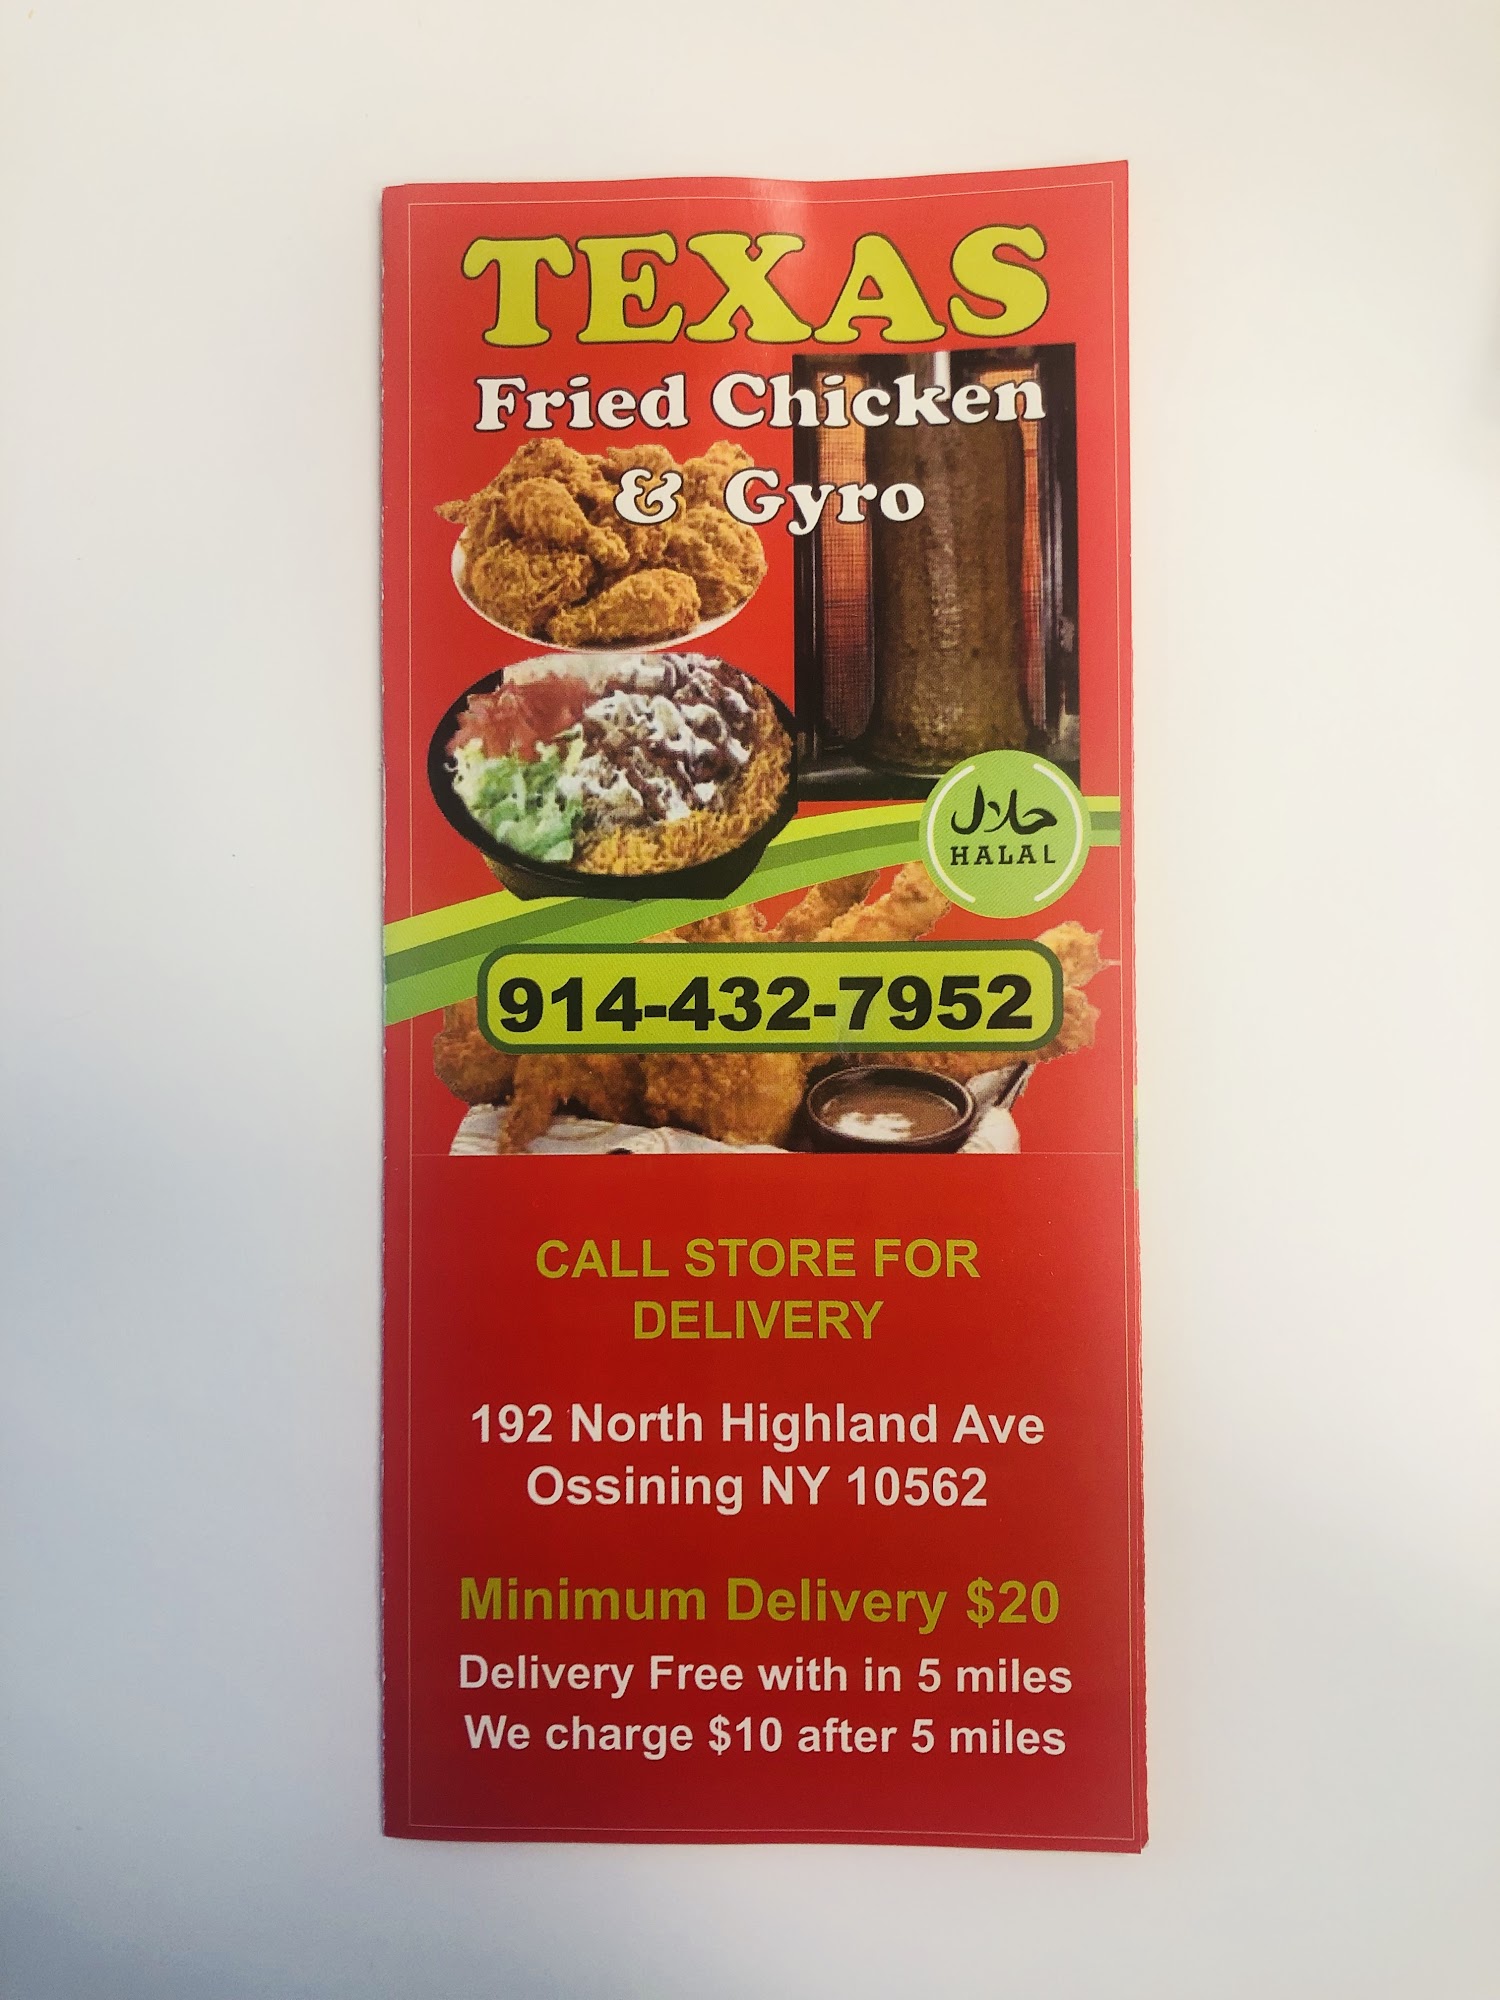 TEXAS
Fried Chicken
& Gyro
حلال
HALAL
914-432-7952
CALL STORE FOR
DELIVERY
192 North Highland Ave
Ossining NY 10562
Minimum Delivery $20
Delivery Free with in 5 miles
We charge $10 after 5 miles